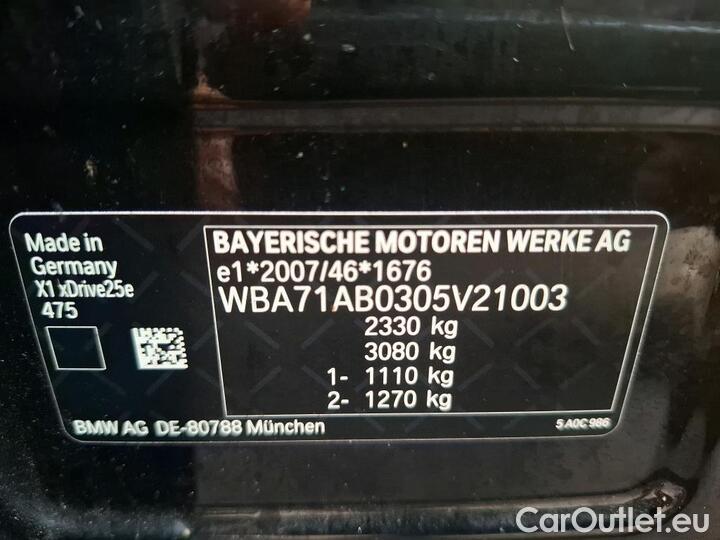 Made in
Germany
X1 xDrive25e
475
BAYERISCHE MOTOREN WERKE AG
e1*2007/46*1676
WBA71AB0305V21003
2330 kg
3080 kg
1- 1110 kg
2- 1270 kg
BMW AG DE-80788 München
5 A0C 986
CarOutlet.eu